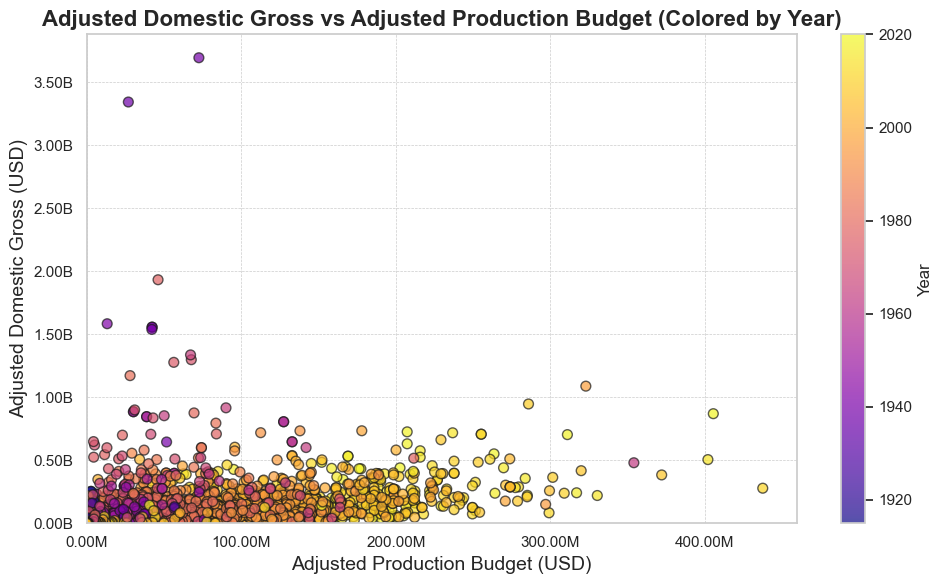 Adjusted Domestic Gross vs Adjusted Production Budget (Colored by Year)
Adjusted Domestic Gross (USD)
3.50B
3.00B
2.50B
2.00B
1.50B
1.00B
0.50B
0.00B
0.00M 100.00M 200.00M 300.00M 400.00M
Adjusted Production Budget (USD)
2020
2000
1980
1960
1940
1920
Year